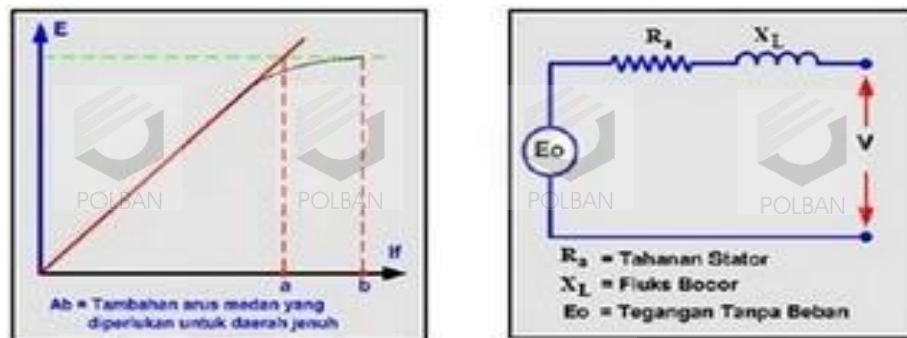 E
If
a
b
Ab = Tambahan arus medan yang
diperlukan untuk daerah jenuh
POLBAN
POLBAN
Ra
XL
Eo
V
POLBAN
POLBAN
Ra = Tahanan Stator
XL = Fluks Bocor
Eo = Tegangan Tanpa Beban